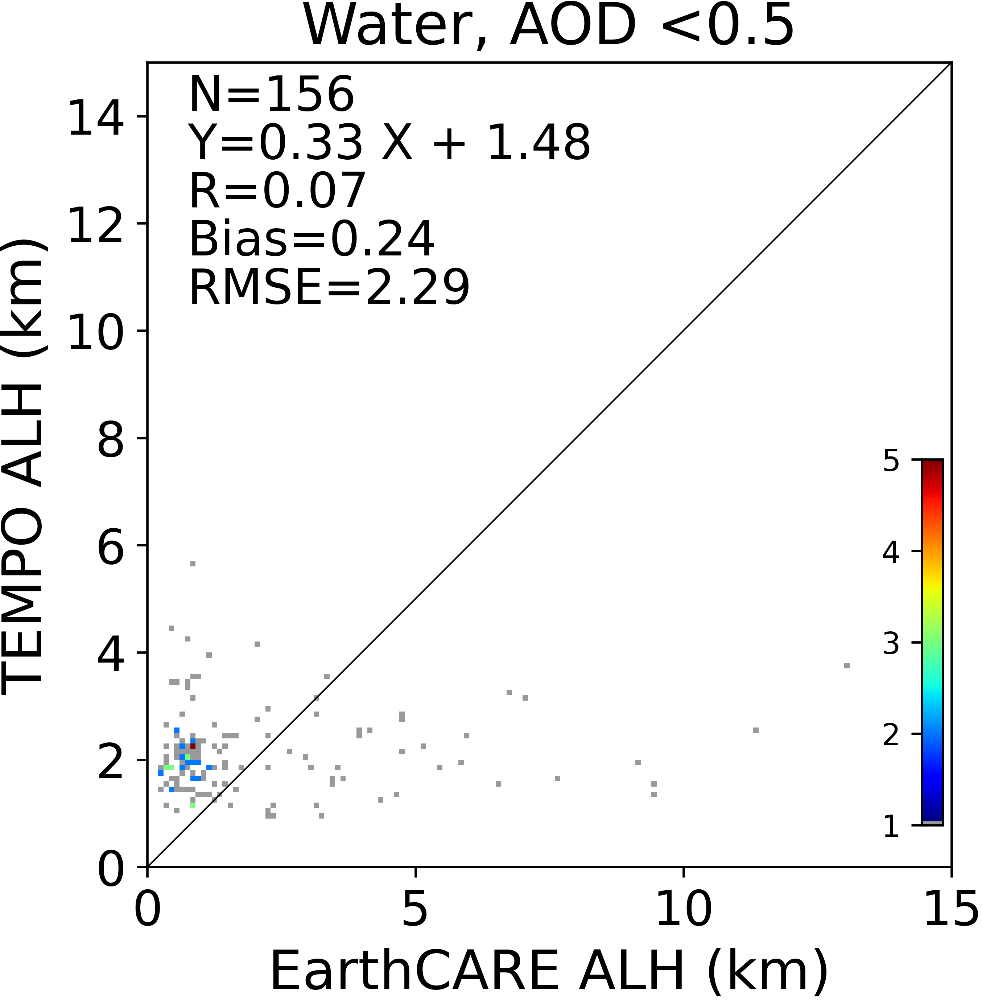 Water, AOD <0.5
N=156
Y=0.33 X + 1.48
R=0.07
Bias=0.24
RMSE=2.29
TEMPO ALH (km)
14
12
10
8
6
4
2
0
5
4
3
2
1
0
5
10
15
EarthCARE ALH (km)